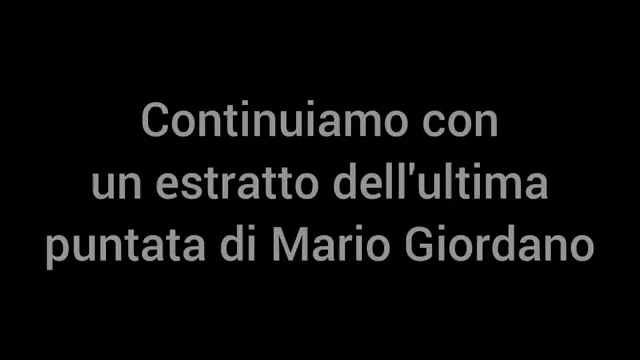 Continuiamo con
un estratto dell'ultima
puntata di Mario Giordano